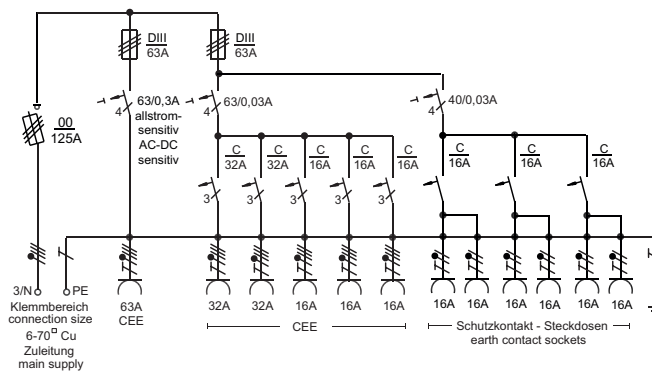 DIII
63A
DIII
63A
00
125A
4
63/0,3A
allstrom-
sensitiv
AC-DC
sensitiv
4
63/0,03A
4
40/0,03A
C
32A
C
32A
C
16A
C
16A
C
16A
C
16A
C
16A
C
16A
3
3
3
3
3
3/N
PE
Klemmbereich
connection size
6-70□ Cu
Zuleitung
main supply
63A
CEE
32A
32A
16A
16A
16A
CEE
16A
16A
16A
16A
16A
16A
Schutzkontakt - Steckdosen
earth contact sockets